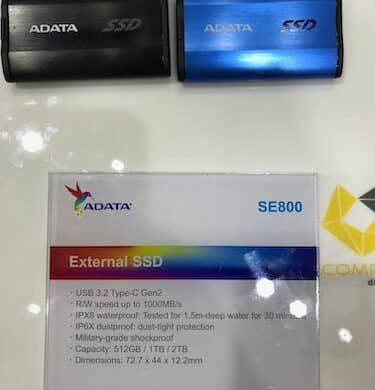 ADATA SSD
ADATA SSD
ADATA
SE800
External SSD
· USB 3.2 Type-C Gen2
· R/W speed up to 1000MB/s
· IPX8 waterproof: Tested for 1.5m-deep water for 30 min
· IP6X dustproof: dust-tight protection
· Military-grade shockproof
· Capacity: 512GB / 1TB / 2TB
· Dimensions: 72.7 x 44 x 12.2mm
COMP